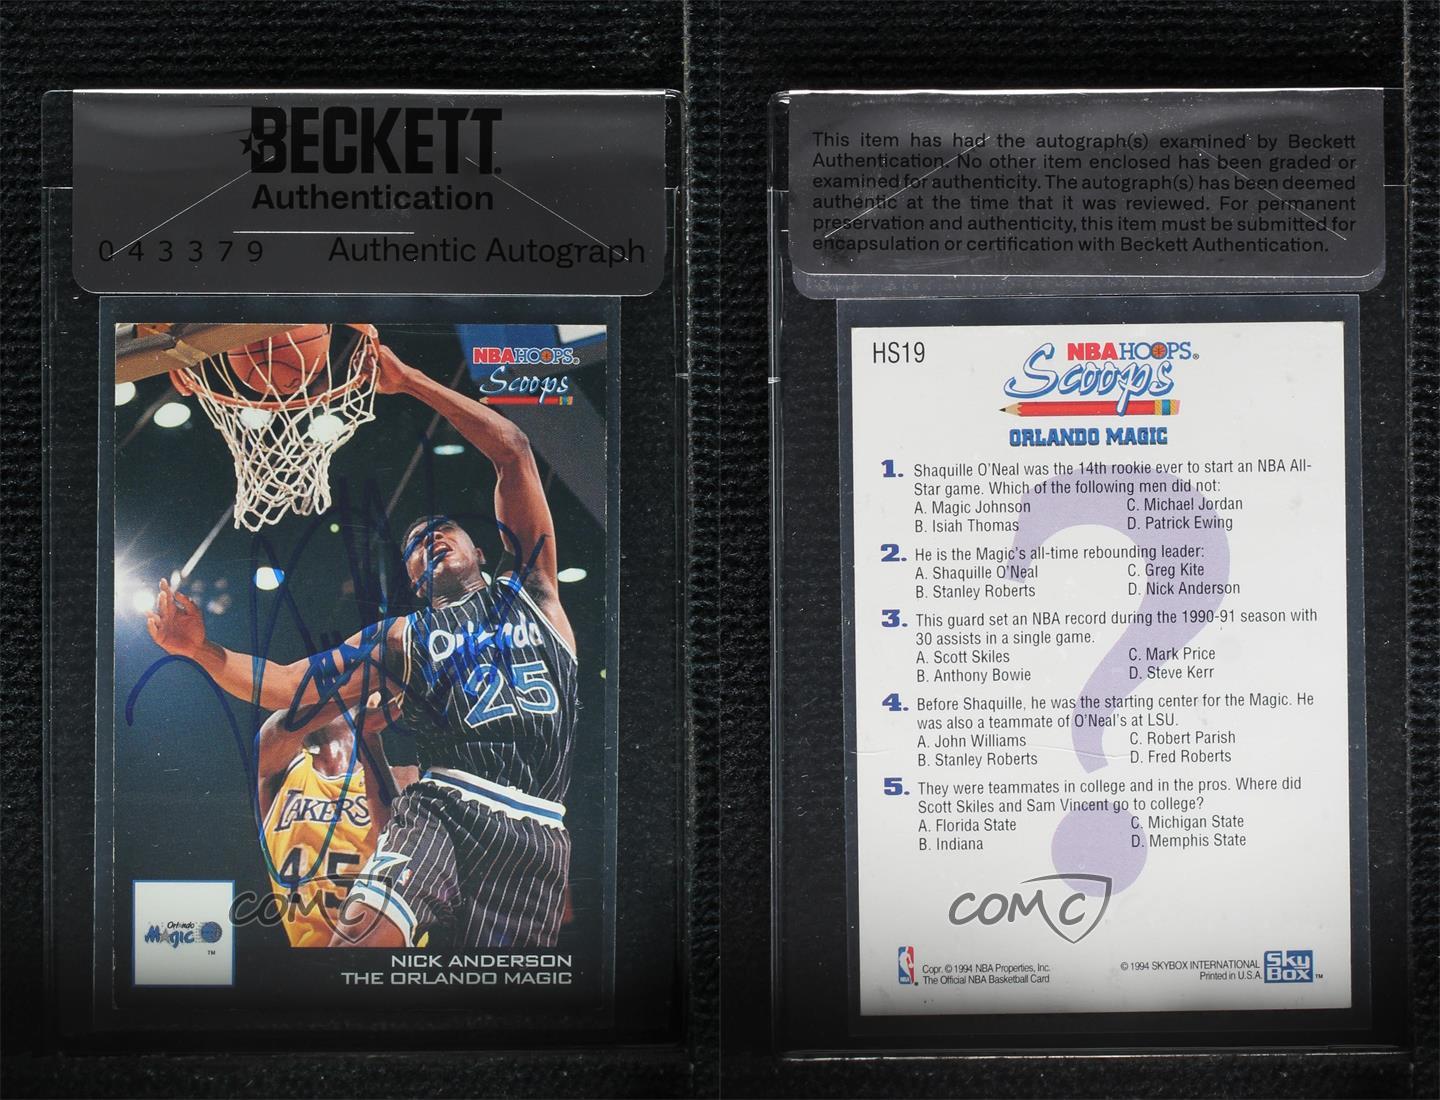 BECKETT
Authentication
043379 Authentic Autograph
NBA HOOPS
Scoops
Orlando
25
LAKERS
45
Orlando
Magic
TM
COMC
NICK ANDERSON
THE ORLANDO MAGIC
This item has had the autograph(s) examined by Beckett
Authentication. No other item enclosed has been graded or
examined for authenticity. The autograph(s) has been deemed
authentic at the time that it was reviewed. For permanent
preservation and authenticity, this item must be submitted for
encapsulation or certification with Beckett Authentication.
HS19
NBA HOOPS
Scoops
ORLANDO MAGIC
1. Shaquille O'Neal was the 14th rookie ever to start an NBA All-
Star game. Which of the following men did not:
A. Magic Johnson C. Michael Jordan
B. Isiah Thomas D. Patrick Ewing
2. He is the Magic's all-time rebounding leader:
A. Shaquille O'Neal C. Greg Kite
B. Stanley Roberts D. Nick Anderson
3. This guard set an NBA record during the 1990-91 season with
30 assists in a single game.
A. Scott Skiles C. Mark Price
B. Anthony Bowie D. Steve Kerr
4. Before Shaquille, he was the starting center for the Magic. He
was also a teammate of O'Neal's at LSU.
A. John Williams C. Robert Parish
B. Stanley Roberts D. Fred Roberts
5. They were teammates in college and in the pros. Where did
Scott Skiles and Sam Vincent go to college?
A. Florida State C. Michigan State
B. Indiana D. Memphis State
?
COMC
NBA
Copr. © 1994 NBA Properties, Inc.
The Official NBA Basketball Card
© 1994 SKYBOX INTERNATIONAL
Printed in U.S.A.
SkyBOX TM